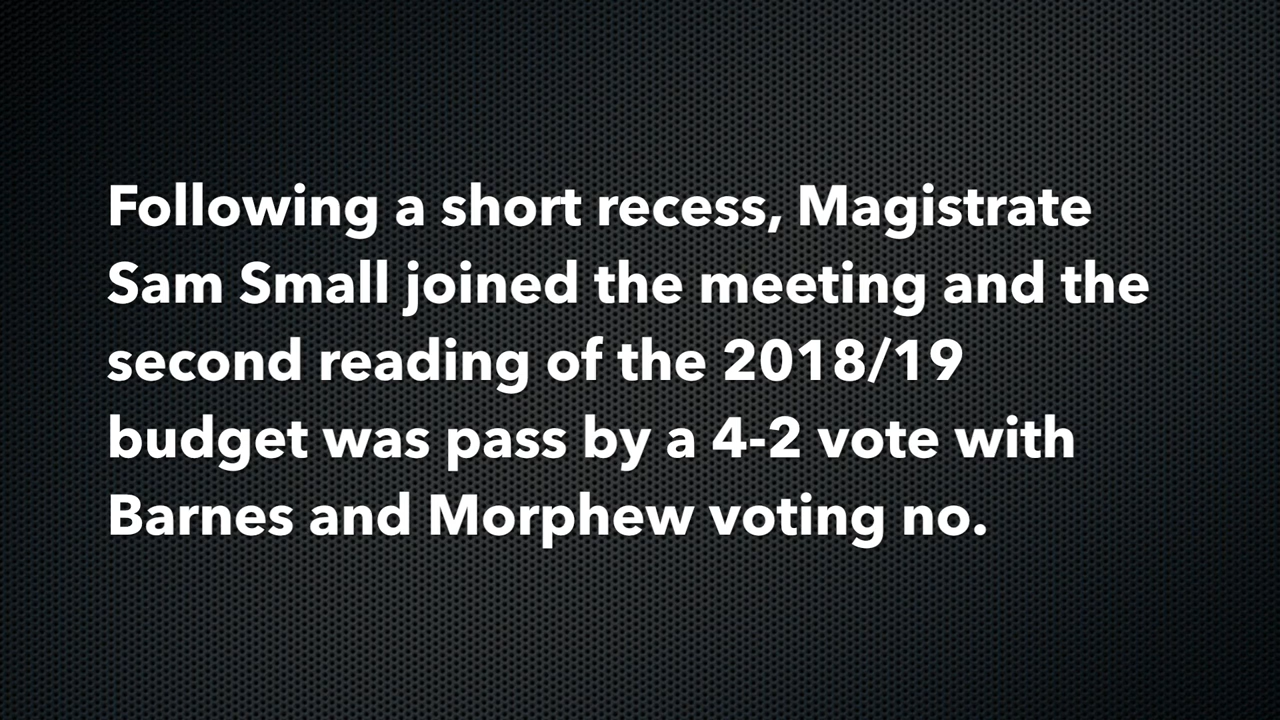 Following a short recess, Magistrate
Sam Small joined the meeting and the
second reading of the 2018/19
budget was pass by a 4-2 vote with
Barnes and Morphew voting no.